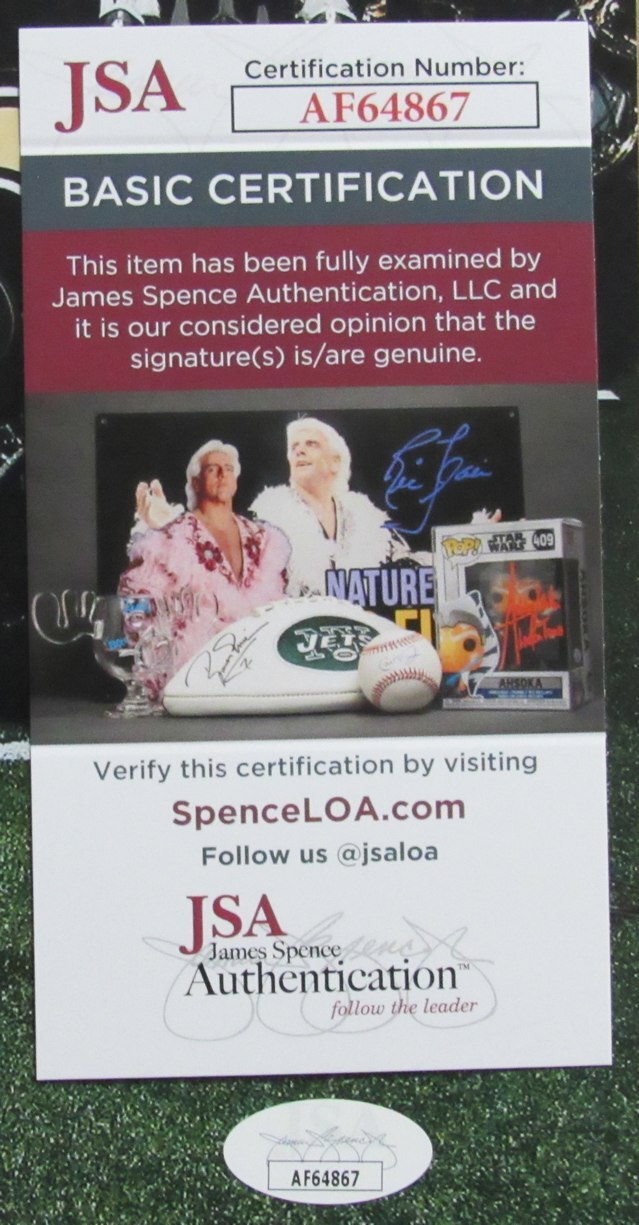 JSA
Certification Number:
AF64867
BASIC CERTIFICATION
This item has been fully examined by
James Spence Authentication, LLC and
it is our considered opinion that the
signature(s) is/are genuine.
NATURE
JETS
POP!
STAR
WARS
409
AHSOKA
Verify this certification by visiting
SpenceLOA.com
Follow us @jsaloa
JSA
James Spence
Authentication™
follow the leader
AF64867